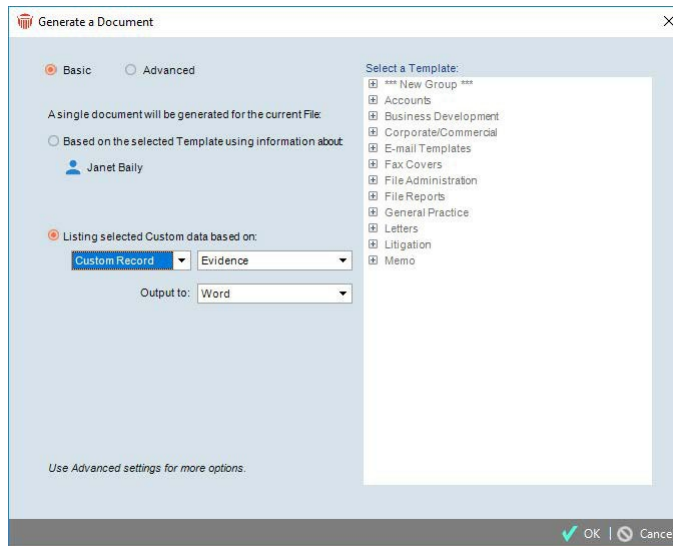 Generate a Document
Basic
Advanced
A single document will be generated for the current File:
Based on the selected Template using information about:
Janet Baily
Listing selected Custom data based on:
Custom Record
Evidence
Output to:
Word
Use Advanced settings for more options.
Select a Template:
*** New Group ***
Accounts
Business Development
Corporate/Commercial
E-mail Templates
Fax Covers
File Administration
File Reports
General Practice
Letters
Litigation
Memo
OK | Cance